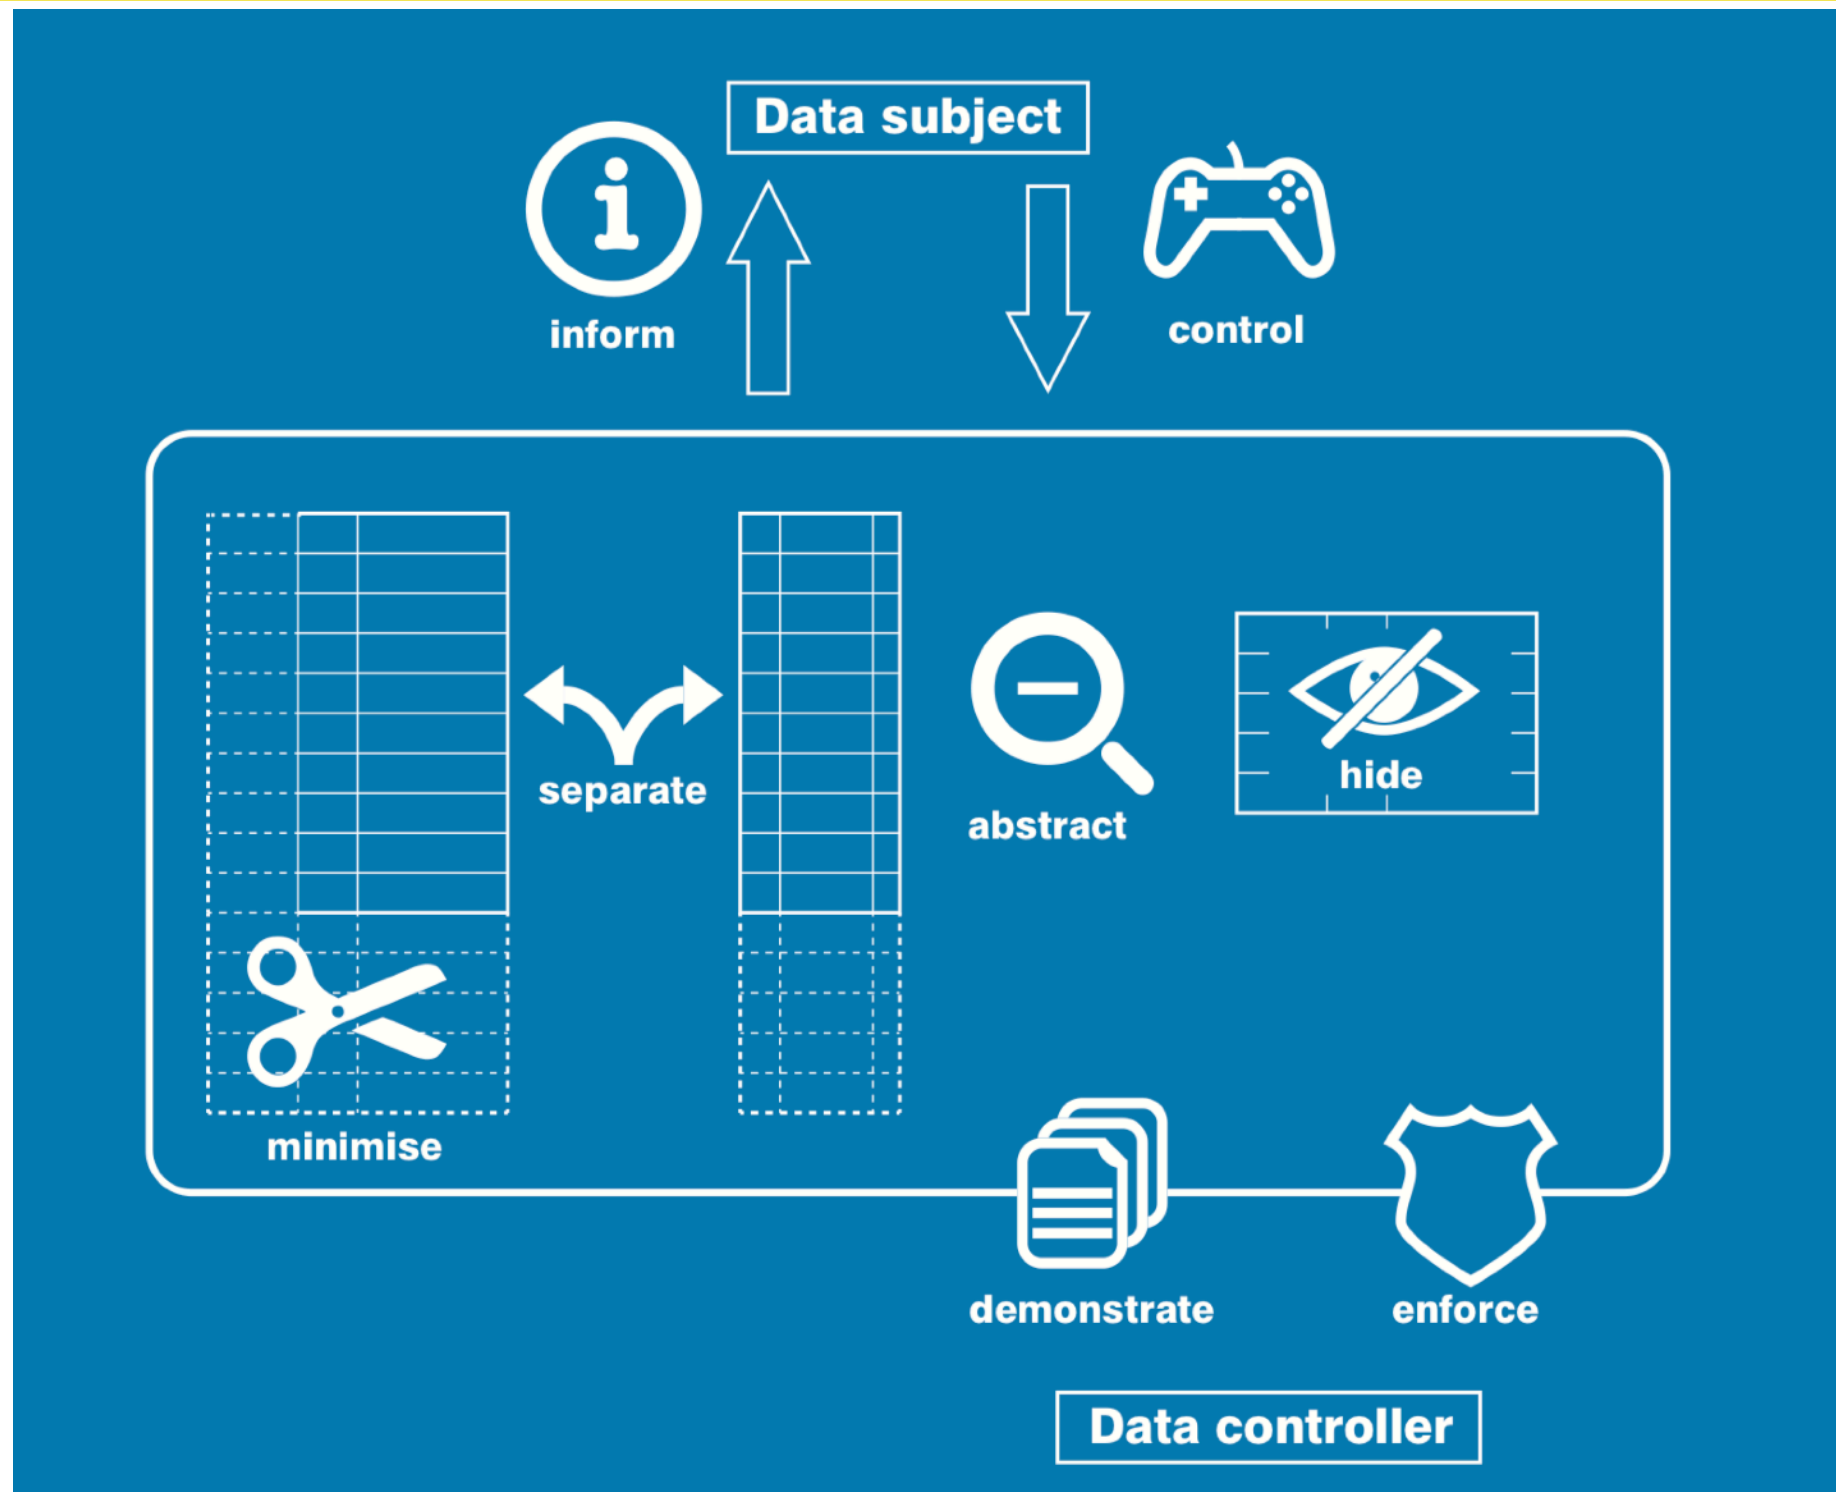 Data subject
inform
control
separate
abstract
hide
minimise
demonstrate
enforce
Data controller